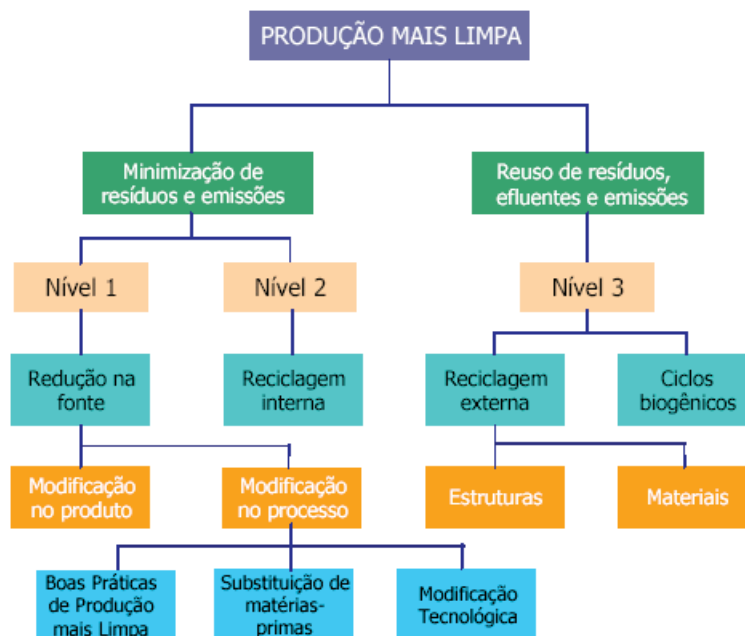 PRODUÇÃO MAIS LIMPA
Minimização de
resíduos e emissões
Reuso de resíduos,
efluentes e emissões
Nível 1
Nível 2
Nível 3
Redução na
fonte
Reciclagem
interna
Reciclagem
externa
Ciclos
biogênicos
Modificação
no produto
Modificação
no processo
Estruturas
Materiais
Boas Práticas
de Produção
mais Limpa
Substituição de
matérias-
primas
Modificação
Tecnológica